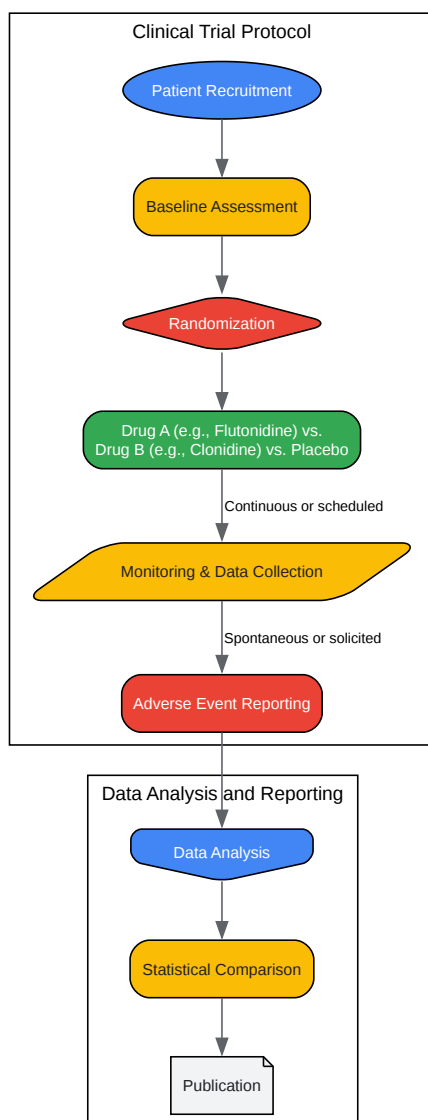 Clinical Trial Protocol
Patient Recruitment
Baseline Assessment
Randomization
Drug A (e.g., Flutonidine) vs.
Drug B (e.g., Clonidine) vs. Placebo
Continuous or scheduled
Monitoring & Data Collection
Spontaneous or solicited
Adverse Event Reporting
Data Analysis and Reporting
Data Analysis
Statistical Comparison
Publication